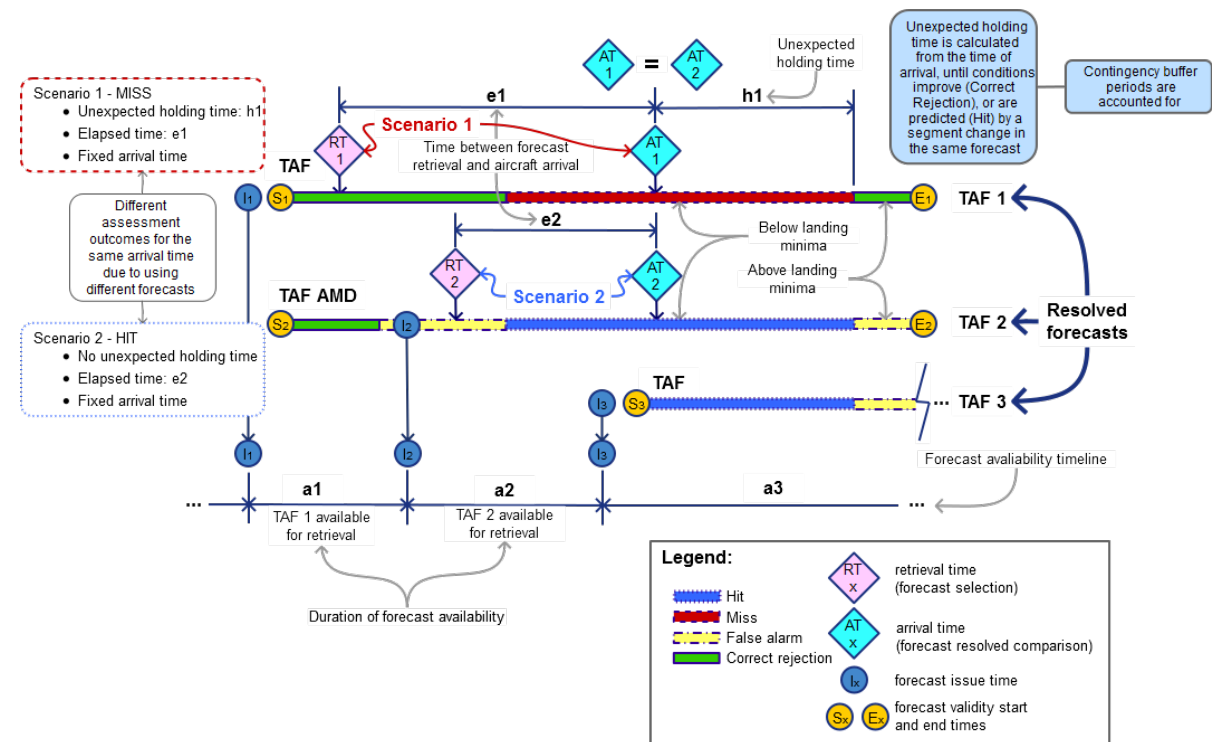 AT
1
=
AT
2
Unexpected
holding time
Unexpected holding
time is calculated
from the time of
arrival, until conditions
improve (Correct
Rejection), or are
predicted (Hit) by a
segment change in
the same forecast
Contingency buffer
periods are
accounted for
Scenario 1 - MISS
• Unexpected holding time: h1
• Elapsed time: e1
• Fixed arrival time
e1
h1
RT
1
Scenario 1
AT
1
Time between forecast
retrieval and aircraft arrival
TAF
I1
S1
E1
TAF 1
Different
assessment
outcomes for the
same arrival time
due to using
different forecasts
e2
Below landing
minima
Above landing
minima
RT
2
Scenario 2
AT
2
TAF AMD
S2
I2
E2
TAF 2
Resolved
forecasts
Scenario 2 - HIT
• No unexpected holding time
• Elapsed time: e2
• Fixed arrival time
TAF
I3
S3
...
TAF 3
I1
I2
I3
Forecast avaliability timeline
...
a1
a2
a3
...
TAF 1 available
for retrieval
TAF 2 available
for retrieval
Duration of forecast availability
Legend:
Hit
Miss
False alarm
Correct rejection
RT
x
retrieval time
(forecast selection)
AT
x
arrival time
(forecast resolved comparison)
Ix
forecast issue time
Sx
Ex
forecast validity start
and end times